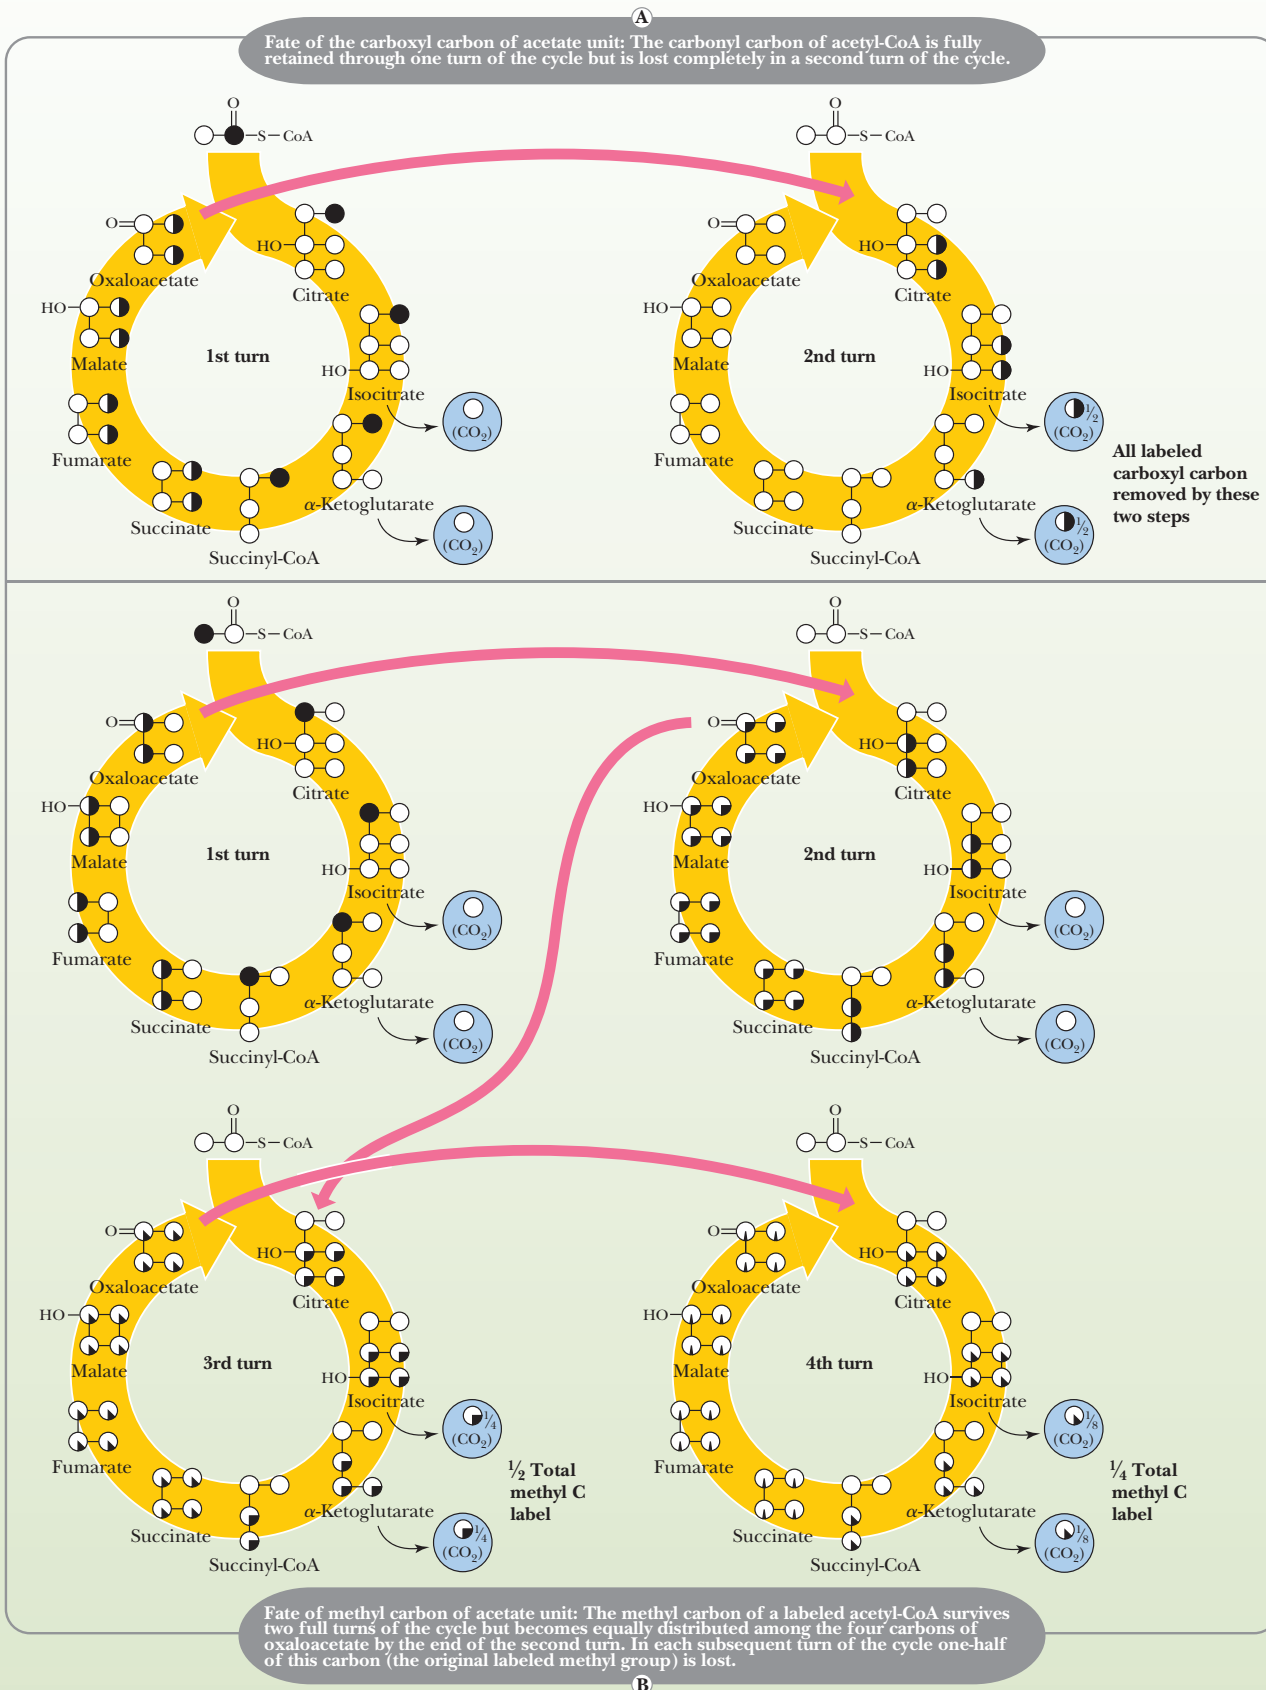 A
Fate of the carboxyl carbon of acetate unit: The carbonyl carbon of acetyl-CoA is fully
retained through one turn of the cycle but is lost completely in a second turn of the cycle.
O
S—CoA
O
HO
Citrate
HO
Isocitrate
(CO₂)
α-Ketoglutarate
(CO₂)
Succinyl-CoA
Succinate
Fumarate
HO
Malate
O
Oxaloacetate
1st turn
S—CoA
HO
Citrate
HO
Isocitrate
1/2
(CO₂)
α-Ketoglutarate
1/2
(CO₂)
Succinyl-CoA
Succinate
Fumarate
HO
Malate
O
Oxaloacetate
2nd turn
All labeled
carboxyl carbon
removed by these
two steps
O
S—CoA
HO
Citrate
HO
Isocitrate
(CO₂)
α-Ketoglutarate
(CO₂)
Succinyl-CoA
Succinate
Fumarate
HO
Malate
O
Oxaloacetate
1st turn
O
S—CoA
HO
Citrate
HO
Isocitrate
(CO₂)
α-Ketoglutarate
(CO₂)
Succinyl-CoA
Succinate
Fumarate
HO
Malate
O
Oxaloacetate
2nd turn
O
S—CoA
HO
Citrate
HO
Isocitrate
1/4
(CO₂)
α-Ketoglutarate
1/4
(CO₂)
Succinyl-CoA
Succinate
Fumarate
HO
Malate
O
Oxaloacetate
3rd turn
1/2 Total
methyl C
label
O
S—CoA
HO
Citrate
HO
Isocitrate
1/8
(CO₂)
α-Ketoglutarate
1/8
(CO₂)
Succinyl-CoA
Succinate
Fumarate
HO
Malate
O
Oxaloacetate
4th turn
1/4 Total
methyl C
label
Fate of methyl carbon of acetate unit: The methyl carbon of a labeled acetyl-CoA survives
two full turns of the cycle but becomes equally distributed among the four carbons of
oxaloacetate by the end of the second turn. In each subsequent turn of the cycle one-half
of this carbon (the original labeled methyl group) is lost.
B